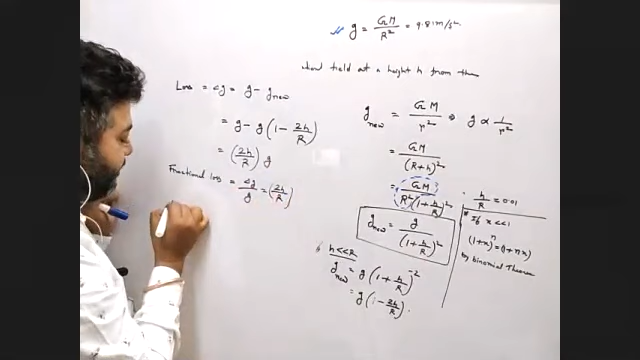 g = GM/R² = 9.81 m/s²
field at a height h from the
Loss = Δg = g - g_new
= g - g(1 - 2h/R)
= (2h/R) g
Fractional loss = Δg/g = (2h/R)
g_new = GM/r² ⇒ g ∝ 1/r²
= GM/(R+h)²
= GM/R²(1+h/R)²
g_new = g/(1+h/R)²
h<<R
g_new = g(1+h/R)⁻²
= g(1-2h/R).
h/R = 0.01
* If x<<1
(1+x)ⁿ = (1+nx)
By binomial Theorem